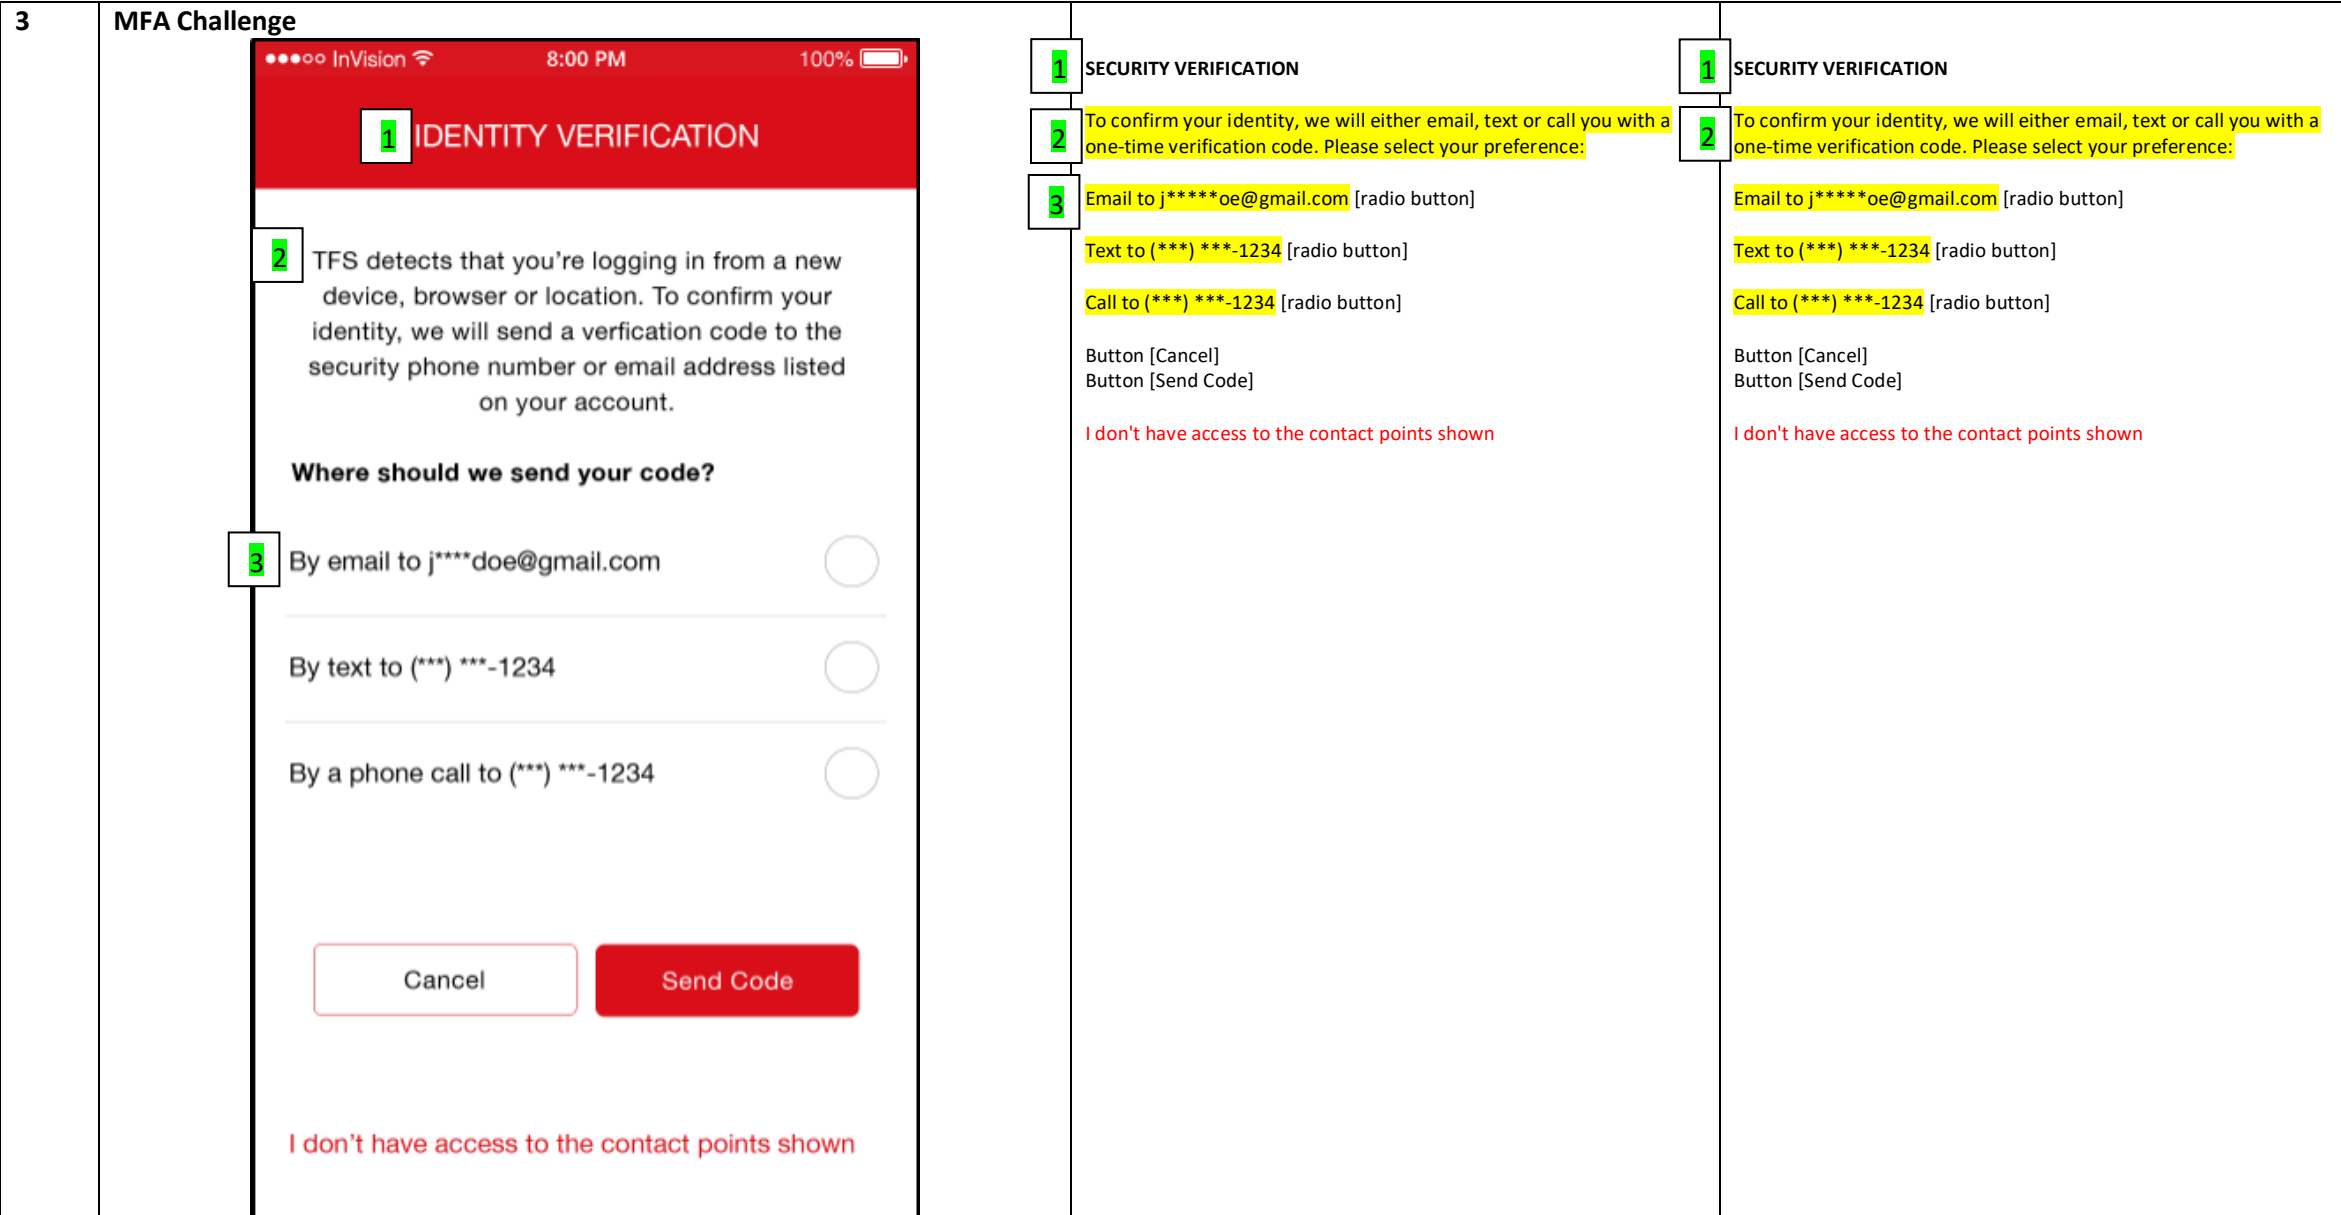 3
MFA Challenge
●●●○○ InVision 8:00 PM 100%
1 IDENTITY VERIFICATION
2 TFS detects that you’re logging in from a new
device, browser or location. To confirm your
identity, we will send a verfication code to the
security phone number or email address listed
on your account.
Where should we send your code?
3 By email to j****doe@gmail.com
By text to (***) ***-1234
By a phone call to (***) ***-1234
Cancel Send Code
I don’t have access to the contact points shown
1 SECURITY VERIFICATION
2 To confirm your identity, we will either email, text or call you with a
one-time verification code. Please select your preference:
3 Email to j*****oe@gmail.com [radio button]
Text to (***) ***-1234 [radio button]
Call to (***) ***-1234 [radio button]
Button [Cancel]
Button [Send Code]
I don't have access to the contact points shown
1 SECURITY VERIFICATION
2 To confirm your identity, we will either email, text or call you with a
one-time verification code. Please select your preference:
Email to j*****oe@gmail.com [radio button]
Text to (***) ***-1234 [radio button]
Call to (***) ***-1234 [radio button]
Button [Cancel]
Button [Send Code]
I don't have access to the contact points shown